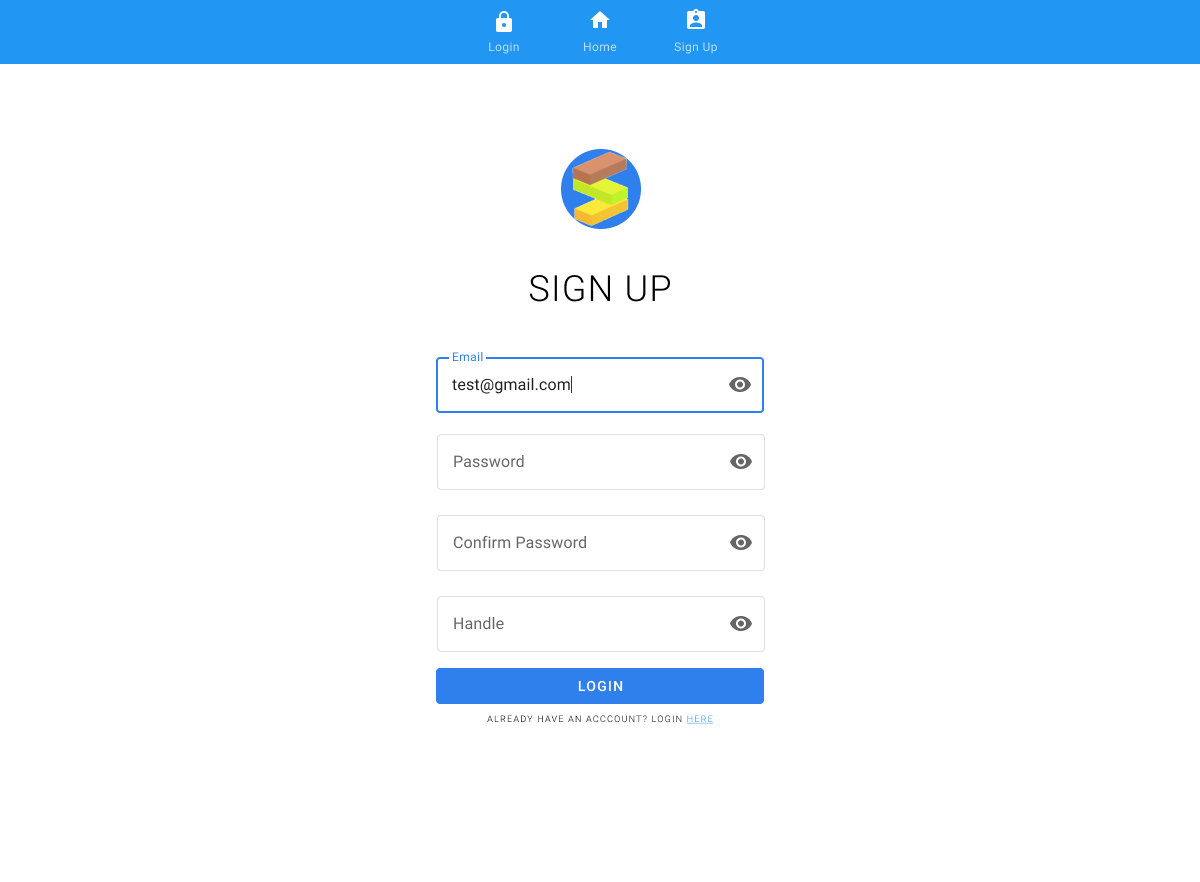 Login Home Sign Up
SIGN UP
Email
test@gmail.com
Password
Confirm Password
Handle
LOGIN
ALREADY HAVE AN ACCCOUNT? LOGIN HERE